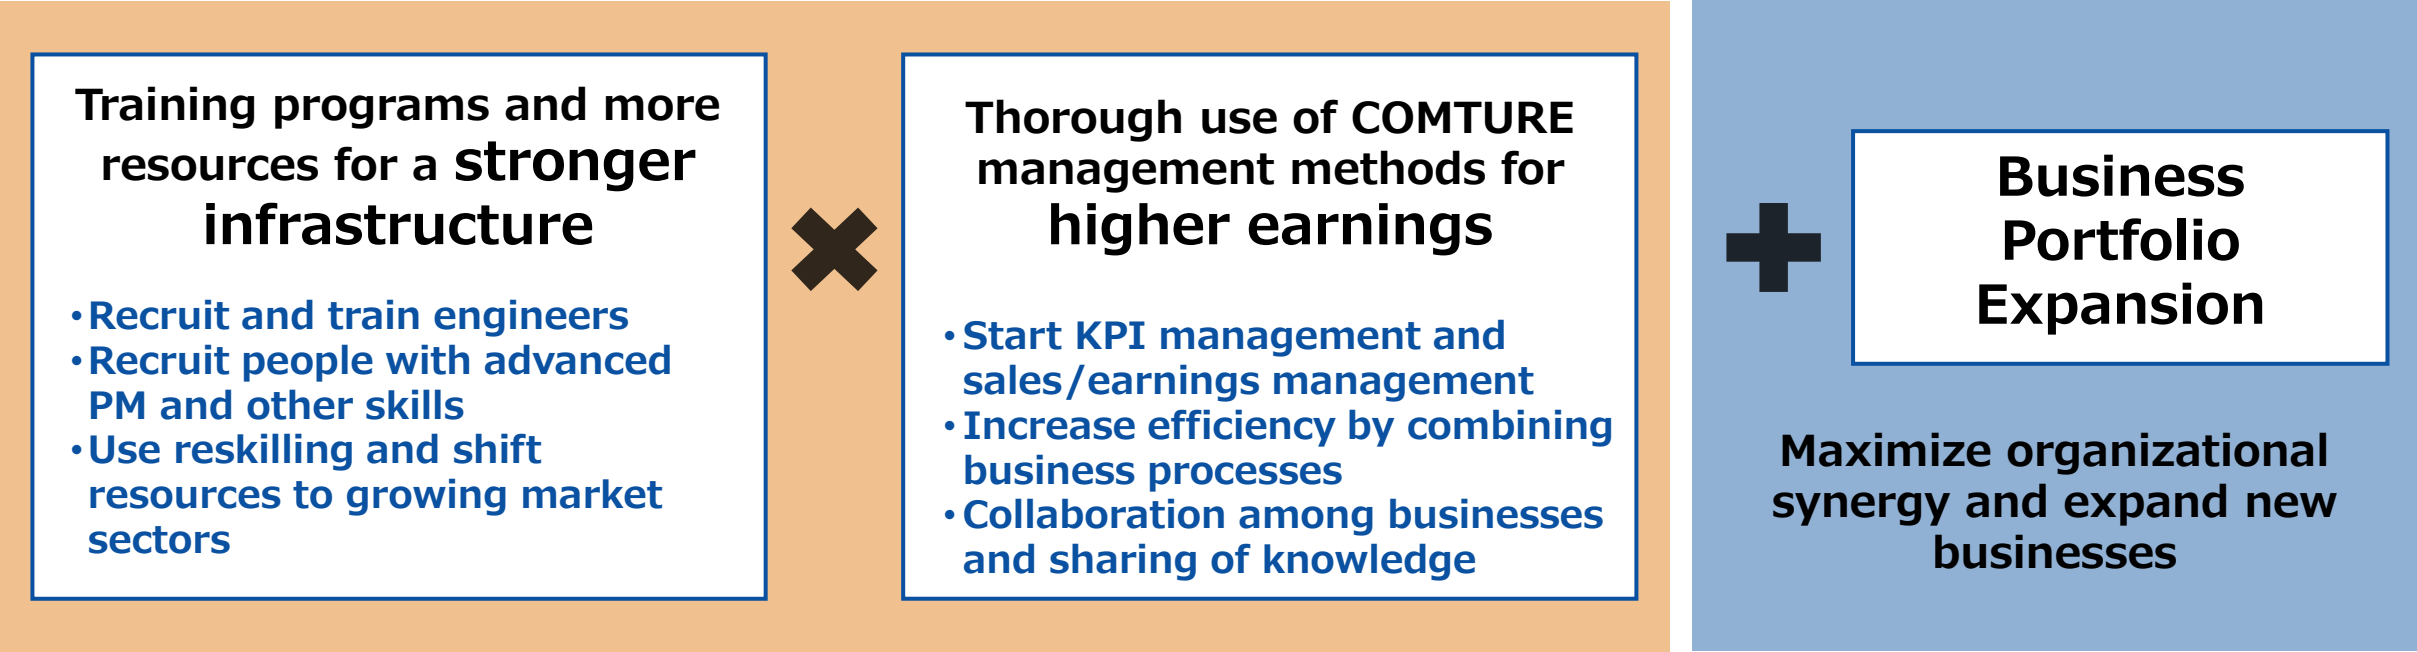 Training programs and more
resources for a stronger
infrastructure
・Recruit and train engineers
・Recruit people with advanced
PM and other skills
・Use reskilling and shift
resources to growing market
sectors
Thorough use of COMTURE
management methods for
higher earnings
・Start KPI management and
sales/earnings management
・Increase efficiency by combining
business processes
・Collaboration among businesses
and sharing of knowledge
Business
Portfolio
Expansion
Maximize organizational
synergy and expand new
businesses